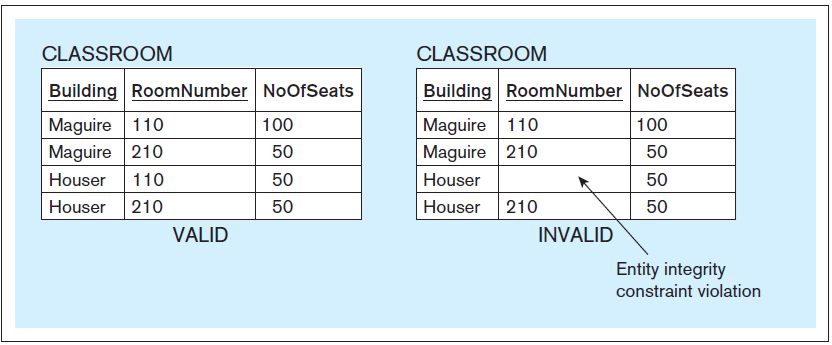 CLASSROOM
Building RoomNumber NoOfSeats
Maguire 110 100
Maguire 210 50
Houser 110 50
Houser 210 50
VALID
CLASSROOM
Building RoomNumber NoOfSeats
Maguire 110 100
Maguire 210 50
Houser 50
Houser 210 50
INVALID
Entity integrity
constraint violation